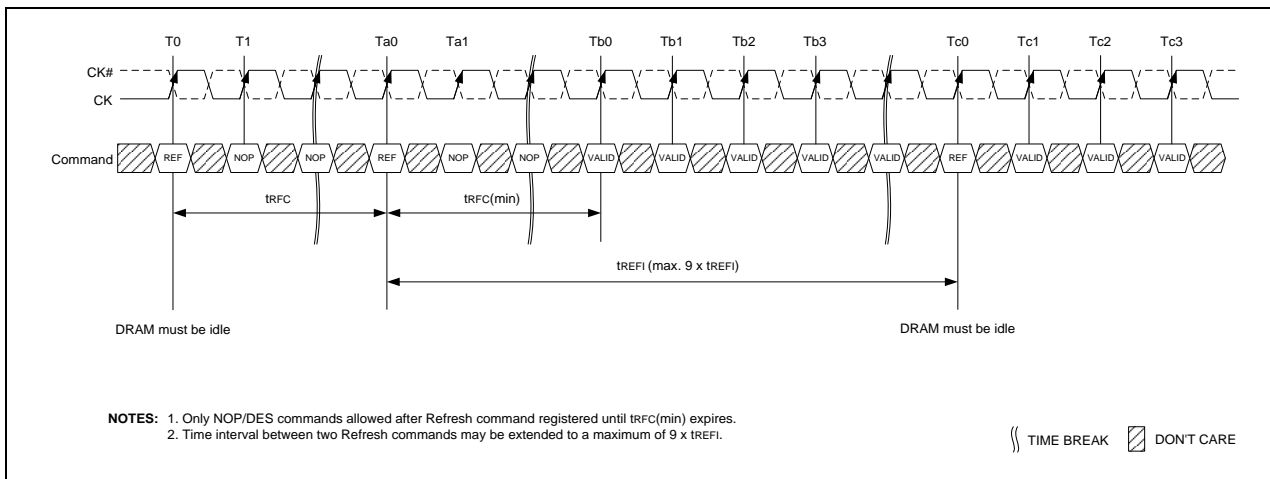 T0 T1 Ta0 Ta1 Tb0 Tb1 Tb2 Tb3 Tc0 Tc1 Tc2 Tc3
CK#
CK
Command REF NOP NOP REF NOP NOP VALID VALID VALID VALID VALID REF VALID VALID VALID
tRFC tRFC(min)
tREFI (max. 9 x tREFI)
DRAM must be idle DRAM must be idle
NOTES: 1. Only NOP/DES commands allowed after Refresh command registered until tRFC(min) expires.
2. Time interval between two Refresh commands may be extended to a maximum of 9 x tREFI.
TIME BREAK DON'T CARE